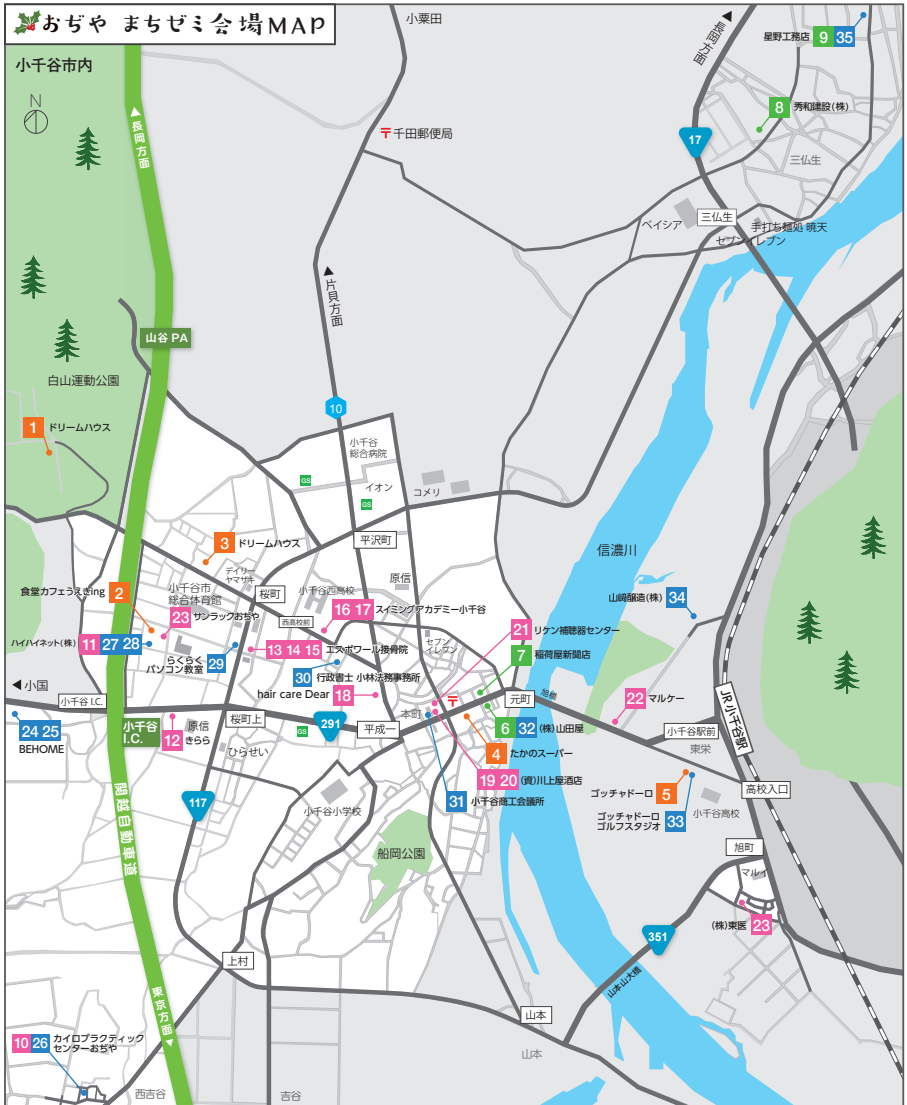 おぢや まちゼミ会場MAP
小千谷市内
N
小粟田
長岡方面
星野工務店 9 35
8 秀和建設(株)
▲長岡方面
〒千田郵便局
17
三仏生
ベイシア
三仏生
手打ち麺処 暁天
セブンイレブン
▲片貝方面
山谷 PA
白山運動公園
1 ドリームハウス
10
小千谷
総合病院
GS
イオン
GS
コメリ
平沢町
信濃川
3 ドリームハウス
デイリー
ヤマザキ
桜町
小千谷西高校
原信
食堂カフェうえきing 2
小千谷市
総合体育館
23 サンラックおぢや
西高校前
16 17 スイミングアカデミー小千谷
山﨑醸造(株) 34
ハイハイネット(株) 11 27 28
らくらく
パソコン教室 29
13 14 15 エスポワール接骨院
セブン
イレブン
21 リケン補聴器センター
7 稲荷屋新聞店
30 行政書士 小林法務事務所
hair care Dear 18
◀小国
小千谷 I.C.
24 25
BEHOME
小千谷
I.C.
12 きらら
原信
桜町上
ひらせい
GS
291
平成一
本町
〒
元町
旭橋
22 マルケー
小千谷駅前
東栄
JR小千谷駅
6 32 (株)山田屋
4 たかのスーパー
19 20 (資)川上屋酒店
31 小千谷商工会議所
関越自動車道
117
小千谷小学校
船岡公園
ゴッチャドーロ 5
ゴッチャドーロ
ゴルフスタジオ 33
小千谷高校
高校入口
旭町
マルイ
(株)東医 23
351
山本山大橋
上村
東京方面▼
山本
山本
10 26 カイロプラクティック
センターおぢや
西吉谷
吉谷